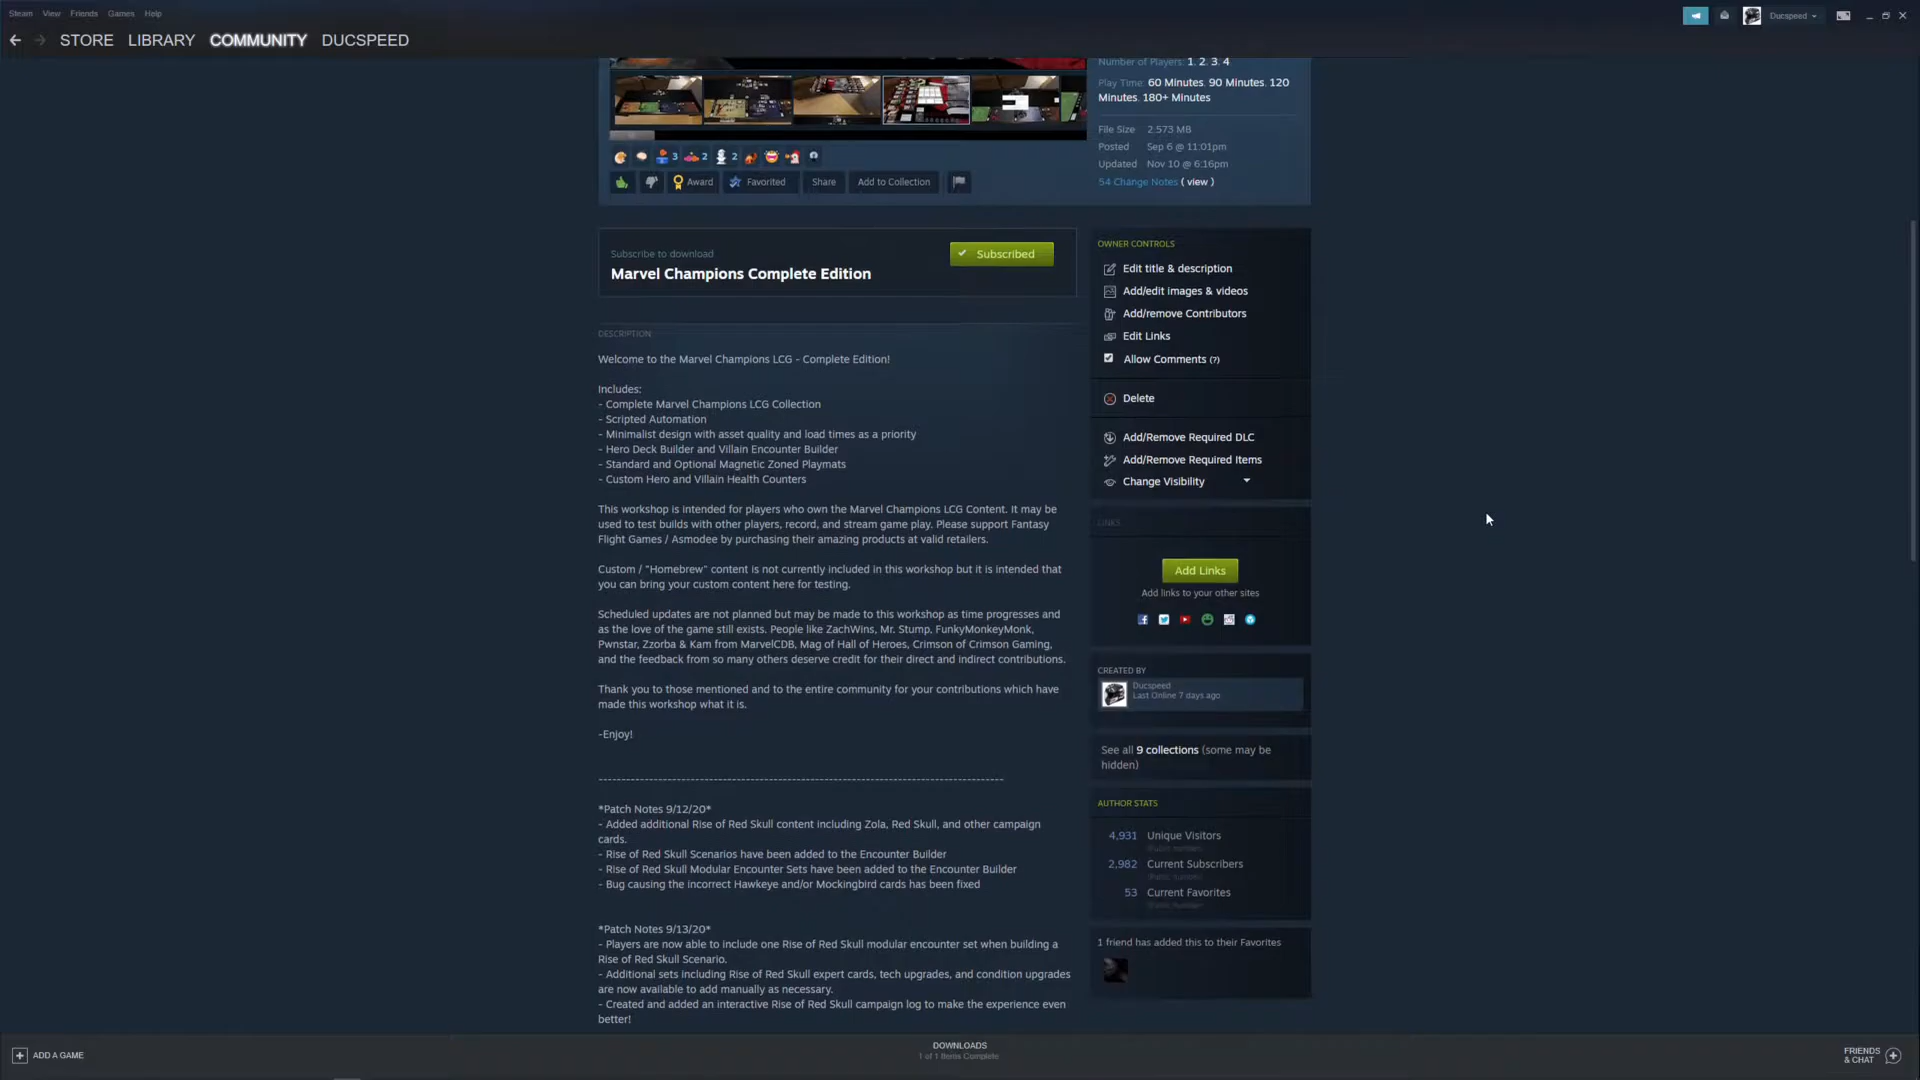 Steam View Friends Games Help
Ducspeed
STORE LIBRARY COMMUNITY DUCSPEED
Number of Players: 1, 2, 3, 4
Play Time: 60 Minutes, 90 Minutes, 120
Minutes, 180+ Minutes
File Size 2.573 MB
Posted Sep 6 @ 11:01pm
Updated Nov 10 @ 6:16pm
54 Change Notes ( view )
3 2 2
Award Favorited Share Add to Collection
Subscribe to download
Marvel Champions Complete Edition
Subscribed
DESCRIPTION
Welcome to the Marvel Champions LCG - Complete Edition!
Includes:
- Complete Marvel Champions LCG Collection
- Scripted Automation
- Minimalist design with asset quality and load times as a priority
- Hero Deck Builder and Villain Encounter Builder
- Standard and Optional Magnetic Zoned Playmats
- Custom Hero and Villain Health Counters
This workshop is intended for players who own the Marvel Champions LCG Content. It may be
used to test builds with other players, record, and stream game play. Please support Fantasy
Flight Games / Asmodee by purchasing their amazing products at valid retailers.
Custom / "Homebrew" content is not currently included in this workshop but it is intended that
you can bring your custom content here for testing.
Scheduled updates are not planned but may be made to this workshop as time progresses and
as the love of the game still exists. People like ZachWins, Mr. Stump, FunkyMonkeyMonk,
Pwnstar, Zzorba & Kam from MarvelCDB, Mag of Hall of Heroes, Crimson of Crimson Gaming,
and the feedback from so many others deserve credit for their direct and indirect contributions.
Thank you to those mentioned and to the entire community for your contributions which have
made this workshop what it is.
-Enjoy!
----------------------------------------------------------------------------------------
*Patch Notes 9/12/20*
- Added additional Rise of Red Skull content including Zola, Red Skull, and other campaign
cards.
- Rise of Red Skull Scenarios have been added to the Encounter Builder
- Rise of Red Skull Modular Encounter Sets have been added to the Encounter Builder
- Bug causing the incorrect Hawkeye and/or Mockingbird cards has been fixed
*Patch Notes 9/13/20*
- Players are now able to include one Rise of Red Skull modular encounter set when building a
Rise of Red Skull Scenario.
- Additional sets including Rise of Red Skull expert cards, tech upgrades, and condition upgrades
are now available to add manually as necessary.
- Created and added an interactive Rise of Red Skull campaign log to make the experience even
better!
OWNER CONTROLS
Edit title & description
Add/edit images & videos
Add/remove Contributors
Edit Links
Allow Comments (?)
Delete
Add/Remove Required DLC
Add/Remove Required Items
Change Visibility
LINKS
Add Links
Add links to your other sites
CREATED BY
Ducspeed
Last Online 7 days ago
See all 9 collections (some may be
hidden)
AUTHOR STATS
4,931 Unique Visitors
2,982 Current Subscribers
53 Current Favorites
1 friend has added this to their Favorites
ADD A GAME
DOWNLOADS
1 of 1 Items Complete
FRIENDS
& CHAT